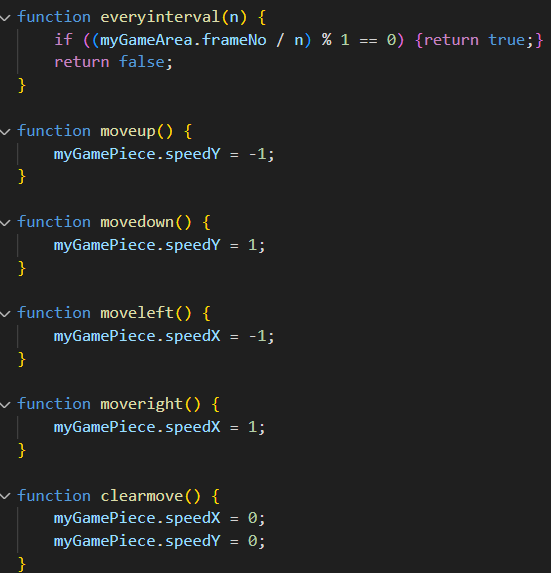 function everyinterval(n) {
    if ((myGameArea.frameNo / n) % 1 == 0) {return true;}
    return false;
}
function moveup() {
    myGamePiece.speedY = -1;
}
function movedown() {
    myGamePiece.speedY = 1;
}
function moveleft() {
    myGamePiece.speedX = -1;
}
function moveright() {
    myGamePiece.speedX = 1;
}
function clearmove() {
    myGamePiece.speedX = 0;
    myGamePiece.speedY = 0;
}